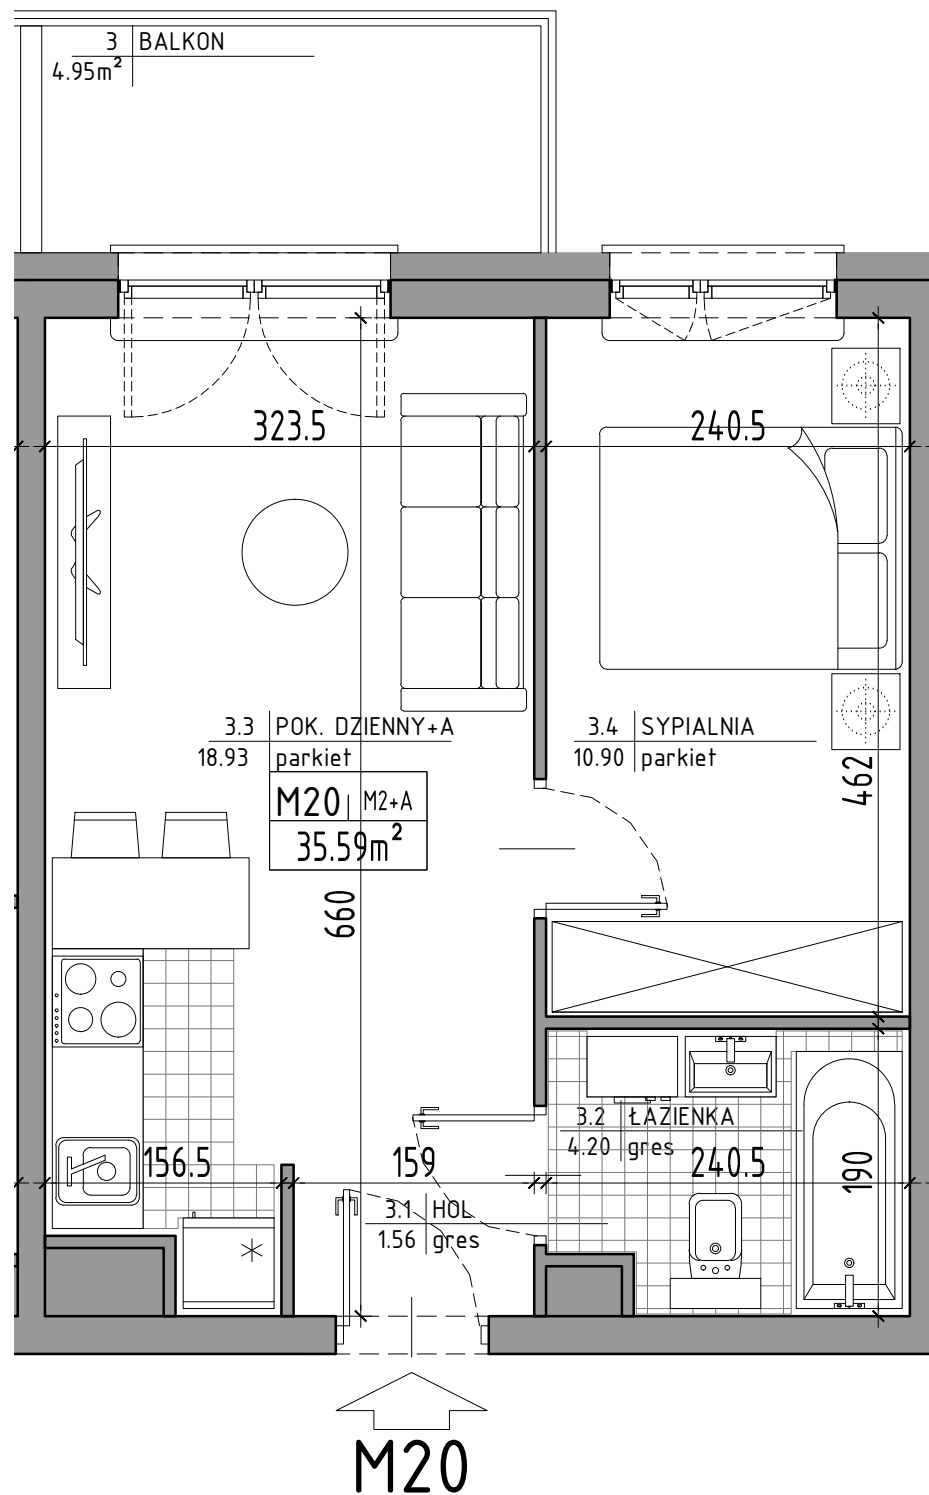 3 BALKON
4.95m²
323.5
240.5
3.3 POK. DZIENNY+A
18.93 parkiet
3.4 SYPIALNIA
10.90 parkiet
462
M20 M2+A
35.59m²
660
3.2 ŁAZIENKA
4.20 gres
156.5
159
240.5
190
3.1 HOL
1.56 gres
M20